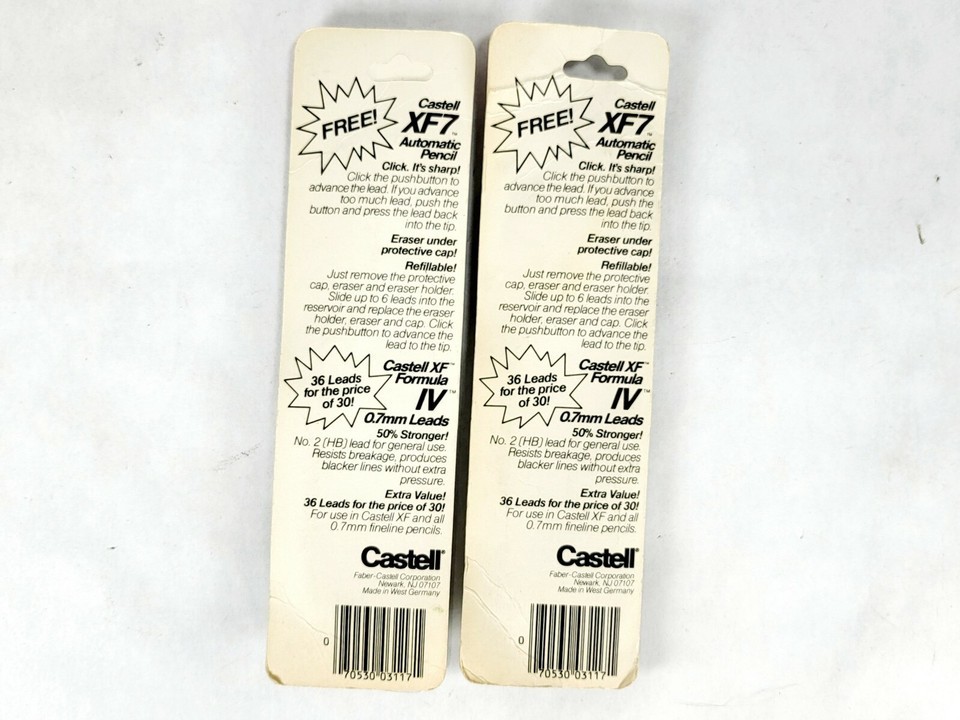 FREE!
Castell
XF7™
Automatic
Pencil
Click. It's sharp!
Click the pushbutton to
advance the lead. If you advance
too much lead, push the
button and press the lead back
into the tip.
Eraser under
protective cap!
Refillable!
Just remove the protective
cap, eraser and eraser holder.
Slide up to 6 leads into the
reservoir and replace the eraser
holder, eraser and cap. Click
the pushbutton to advance the
lead to the tip.
36 Leads
for the price
of 30!
Castell XF™
Formula
IV™
0.7mm Leads
50% Stronger!
No. 2 (HB) lead for general use.
Resists breakage, produces
blacker lines without extra
pressure.
Extra Value!
36 Leads for the price of 30!
For use in Castell XF and all
0.7mm fineline pencils.
Castell®
Faber-Castell Corporation
Newark, NJ 07107
Made in West Germany
0
70530 03117
FREE!
Castell
XF7™
Automatic
Pencil
Click. It's sharp!
Click the pushbutton to
advance the lead. If you advance
too much lead, push the
button and press the lead back
into the tip.
Eraser under
protective cap!
Refillable!
Just remove the protective
cap, eraser and eraser holder.
Slide up to 6 leads into the
reservoir and replace the eraser
holder, eraser and cap. Click
the pushbutton to advance the
lead to the tip.
36 Leads
for the price
of 30!
Castell XF™
Formula
IV™
0.7mm Leads
50% Stronger!
No. 2 (HB) lead for general use.
Resists breakage, produces
blacker lines without extra
pressure.
Extra Value!
36 Leads for the price of 30!
For use in Castell XF and all
0.7mm fineline pencils.
Castell®
Faber-Castell Corporation
Newark, NJ 07107
Made in West Germany
0
70530 03117